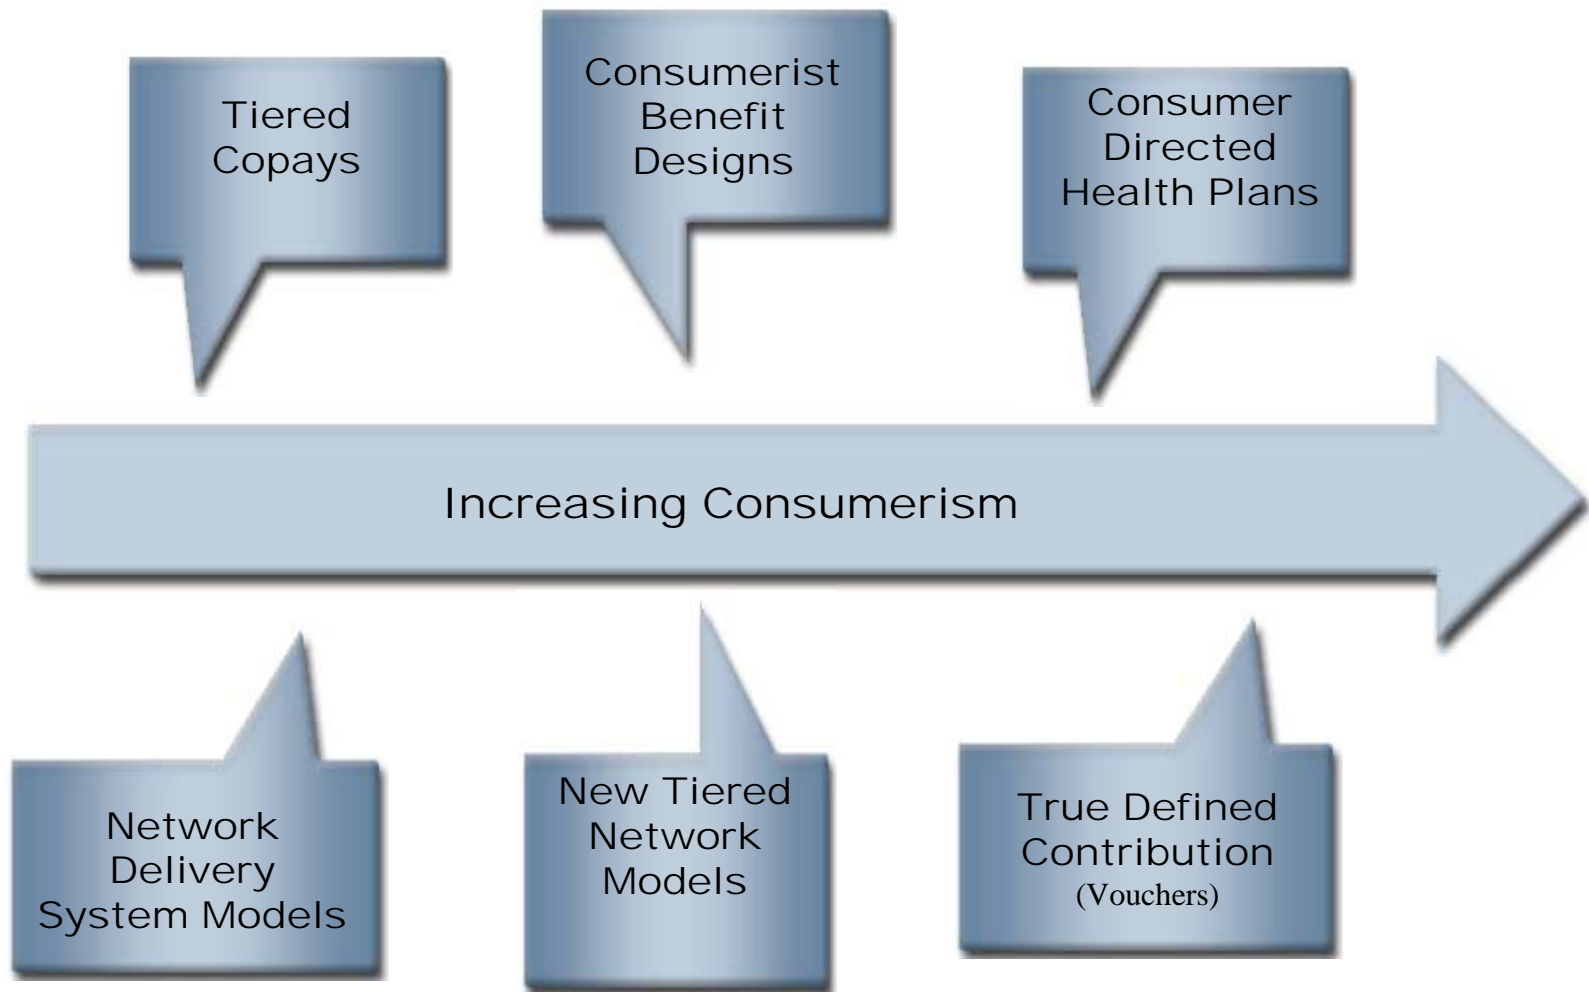 Tiered
Copays
Consumerist
Benefit
Designs
Consumer
Directed
Health Plans
Increasing Consumerism
Network
Delivery
System Models
New Tiered
Network
Models
True Defined
Contribution
(Vouchers)